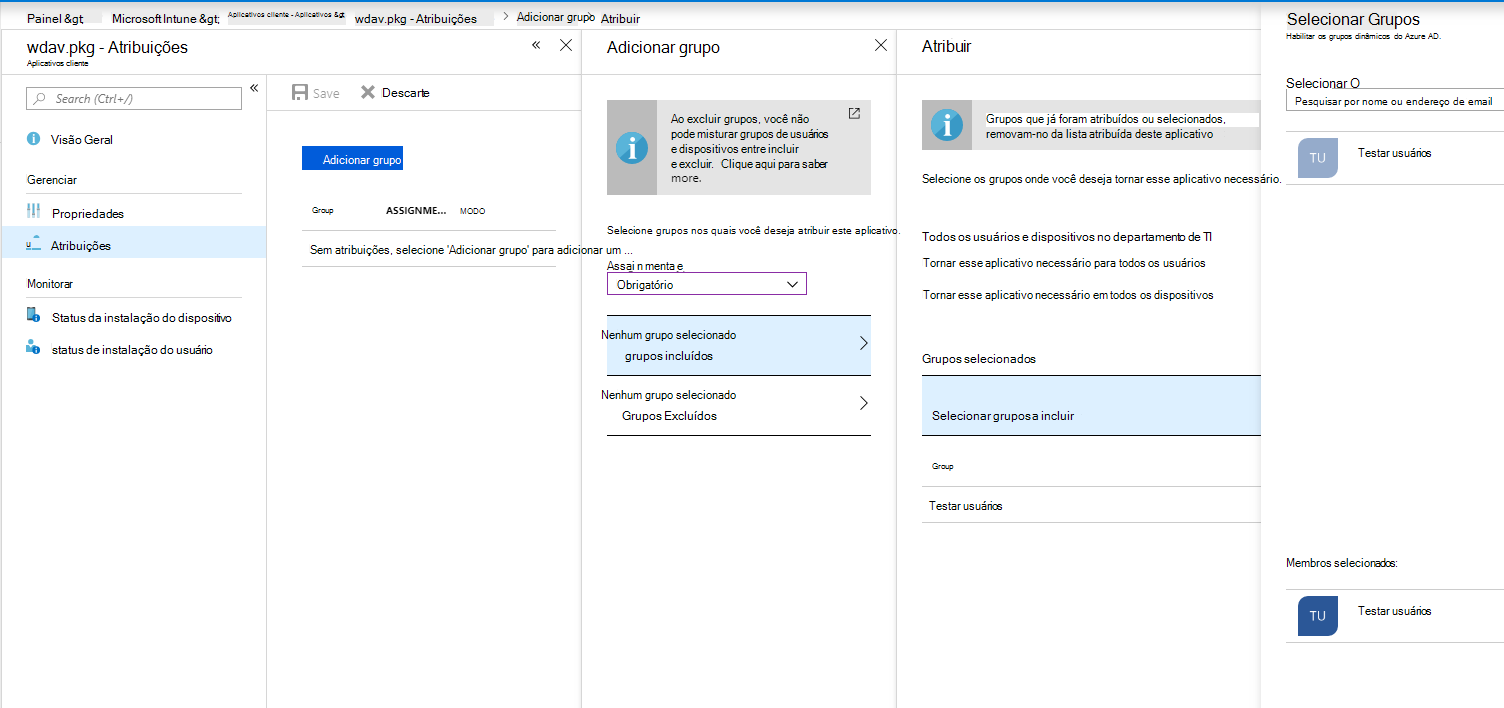 Painel &gt;
Microsoft Intune &gt;
Aplicativos cliente - Aplicativos &gt;
wdav.pkg - Atribuições
Adicionar grupo
Atribuir
wdav.pkg - Atribuições
Aplicativos cliente
Search (Ctrl+/)
Visão Geral
Gerenciar
Propriedades
Atribuições
Monitorar
Status da instalação do dispositivo
status de instalação do usuário
Save
Descarte
Adicionar grupo
Group
ASSIGNME...
MODO
Sem atribuições, selecione 'Adicionar grupo' para adicionar um ...
Adicionar grupo
Ao excluir grupos, você não
pode misturar grupos de usuários
e dispositivos entre incluir
e excluir. Clique aqui para saber
more.
Selecione grupos nos quais você deseja atribuir este aplicativo.
Obrigatório
Nenhum grupo selecionado
grupos incluídos
Nenhum grupo selecionado
Grupos Excluídos
Atribuir
Grupos que já foram atribuídos ou selecionados,
removam-no da lista atribuída deste aplicativo
Selecione os grupos onde você deseja tornar esse aplicativo necessário.
Todos os usuários e dispositivos no departamento de TI
Tornar esse aplicativo necessário para todos os usuários
Tornar esse aplicativo necessário em todos os dispositivos
Grupos selecionados
Selecionar grupos a incluir
Group
Testar usuários
Selecionar Grupos
Habilitar os grupos dinâmicos do Azure AD.
Selecionar O
Pesquisar por nome ou endereço de email
TU
Testar usuários
Membros selecionados:
TU
Testar usuários